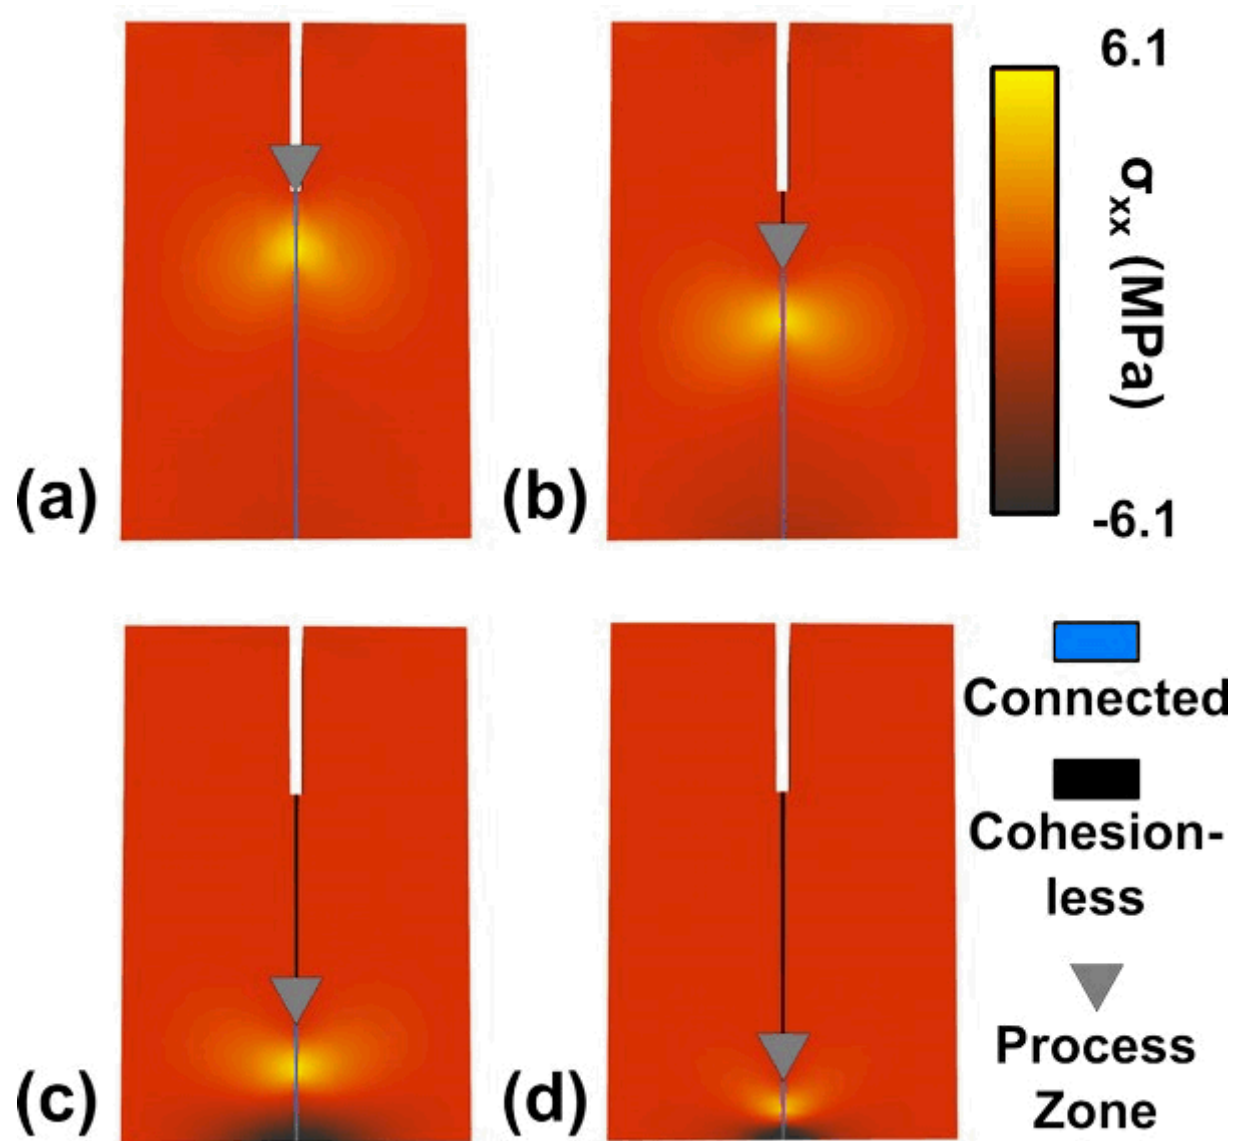 (a)
(b)
6.1
σxx (MPa)
-6.1
(c)
(d)
Connected
Cohesion-
less
Process
Zone